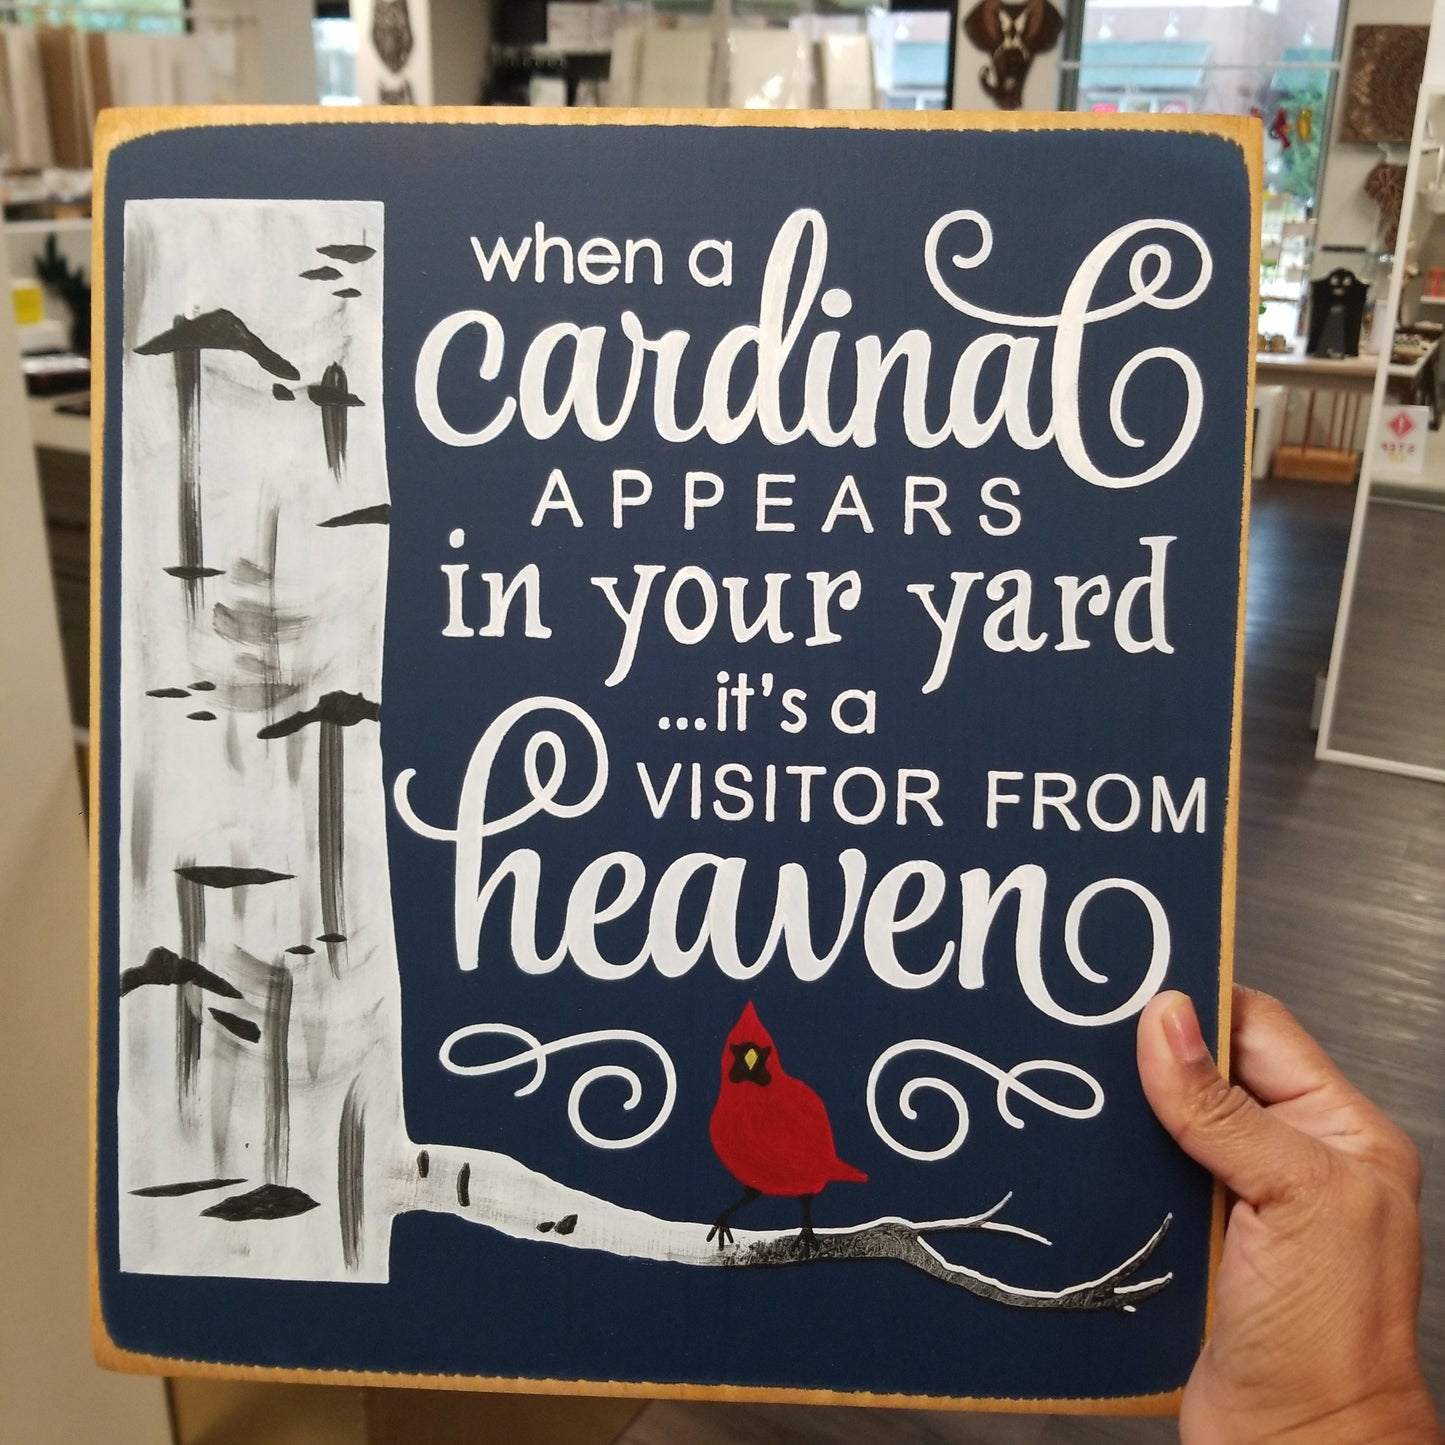 when a
cardinal
APPEARS
in your yard
...it's a
VISITOR FROM
heaven